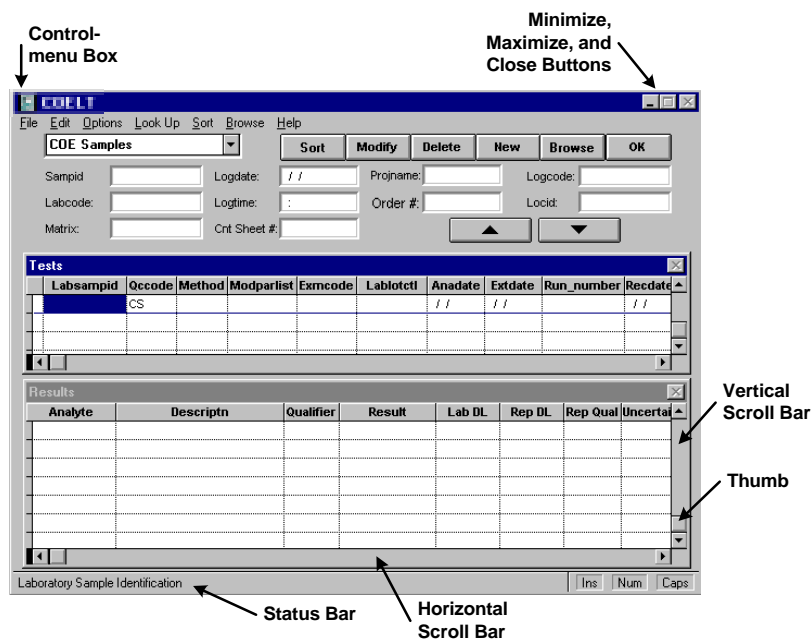 Control-
menu Box
Minimize,
Maximize, and
Close Buttons
COELT
File Edit Options Look Up Sort Browse Help
COE Samples Sort Modify Delete New Browse OK
Sampid Logdate: / / Projname: Logcode:
Labcode: Logtime: : Order #: Locid:
Matrix: Cnt Sheet #:
Tests
Labsampid Qccode Method Modparlist Exmcode Lablotctl Anadate Extdate Run_number Recdate
CS / / / / / /
Results
Analyte Descriptn Qualifier Result Lab DL Rep DL Rep Qual Uncertai
Vertical
Scroll Bar
Thumb
Laboratory Sample Identification Ins Num Caps
Status Bar
Horizontal
Scroll Bar